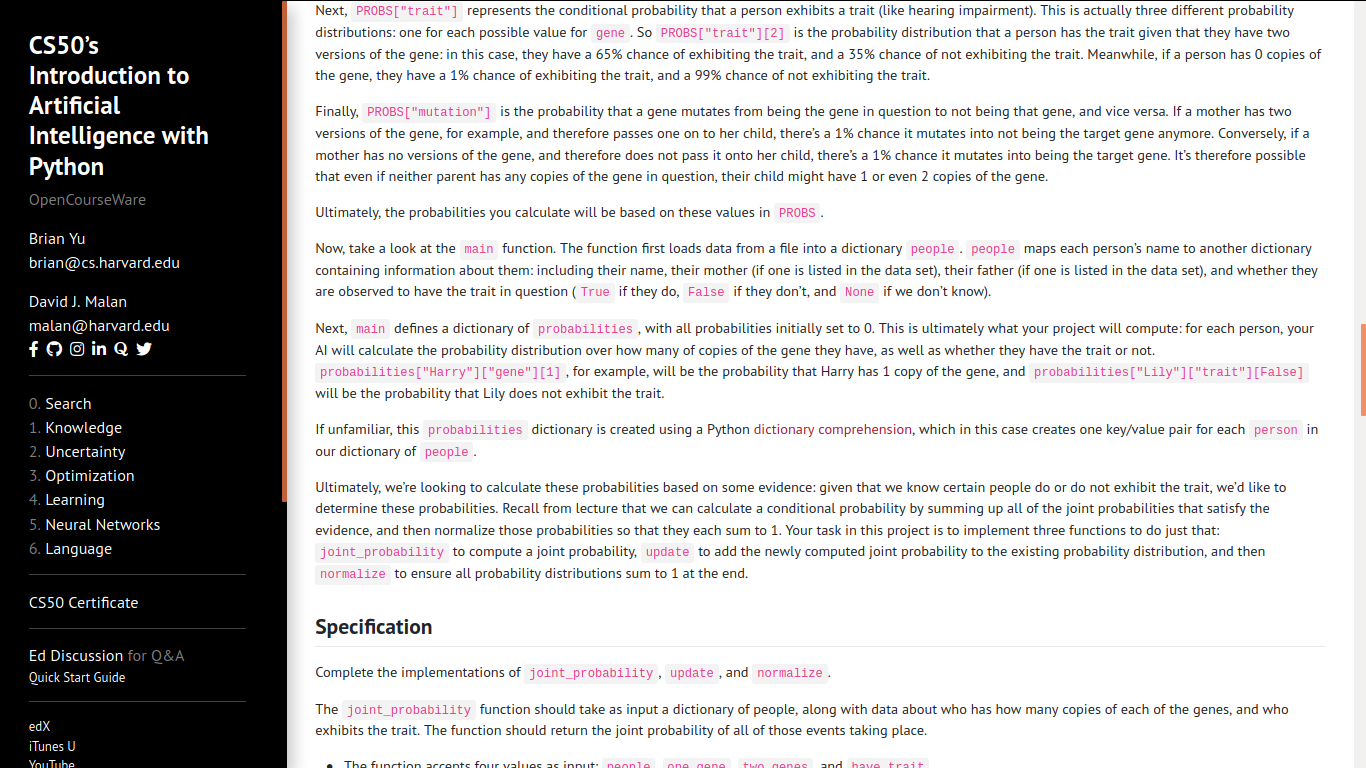 CS50’s
Introduction to
Artificial
Intelligence with
Python
OpenCourseWare
Brian Yu
brian@cs.harvard.edu
David J. Malan
malan@harvard.edu
0. Search
1. Knowledge
2. Uncertainty
3. Optimization
4. Learning
5. Neural Networks
6. Language
CS50 Certificate
Ed Discussion for Q&A
Quick Start Guide
edX
iTunes U
YouTube
Next, PROBS["trait"] represents the conditional probability that a person exhibits a trait (like hearing impairment). This is actually three different probability
distributions: one for each possible value for gene . So PROBS["trait"][2] is the probability distribution that a person has the trait given that they have two
versions of the gene: in this case, they have a 65% chance of exhibiting the trait, and a 35% chance of not exhibiting the trait. Meanwhile, if a person has 0 copies of
the gene, they have a 1% chance of exhibiting the trait, and a 99% chance of not exhibiting the trait.
Finally, PROBS["mutation"] is the probability that a gene mutates from being the gene in question to not being that gene, and vice versa. If a mother has two
versions of the gene, for example, and therefore passes one on to her child, there’s a 1% chance it mutates into not being the target gene anymore. Conversely, if a
mother has no versions of the gene, and therefore does not pass it onto her child, there’s a 1% chance it mutates into being the target gene. It’s therefore possible
that even if neither parent has any copies of the gene in question, their child might have 1 or even 2 copies of the gene.
Ultimately, the probabilities you calculate will be based on these values in PROBS .
Now, take a look at the main function. The function first loads data from a file into a dictionary people . people maps each person’s name to another dictionary
containing information about them: including their name, their mother (if one is listed in the data set), their father (if one is listed in the data set), and whether they
are observed to have the trait in question ( True if they do, False if they don’t, and None if we don’t know).
Next, main defines a dictionary of probabilities , with all probabilities initially set to 0. This is ultimately what your project will compute: for each person, your
AI will calculate the probability distribution over how many of copies of the gene they have, as well as whether they have the trait or not.
probabilities["Harry"]["gene"][1] , for example, will be the probability that Harry has 1 copy of the gene, and probabilities["Lily"]["trait"][False]
will be the probability that Lily does not exhibit the trait.
If unfamiliar, this probabilities dictionary is created using a Python dictionary comprehension, which in this case creates one key/value pair for each person in
our dictionary of people .
Ultimately, we’re looking to calculate these probabilities based on some evidence: given that we know certain people do or do not exhibit the trait, we’d like to
determine these probabilities. Recall from lecture that we can calculate a conditional probability by summing up all of the joint probabilities that satisfy the
evidence, and then normalize those probabilities so that they each sum to 1. Your task in this project is to implement three functions to do just that:
joint_probability to compute a joint probability, update to add the newly computed joint probability to the existing probability distribution, and then
normalize to ensure all probability distributions sum to 1 at the end.
Specification
Complete the implementations of joint_probability , update , and normalize .
The joint_probability function should take as input a dictionary of people, along with data about who has how many copies of each of the genes, and who
exhibits the trait. The function should return the joint probability of all of those events taking place.
• The function accepts four values as input: people , one_gene , two_genes , and have_trait .